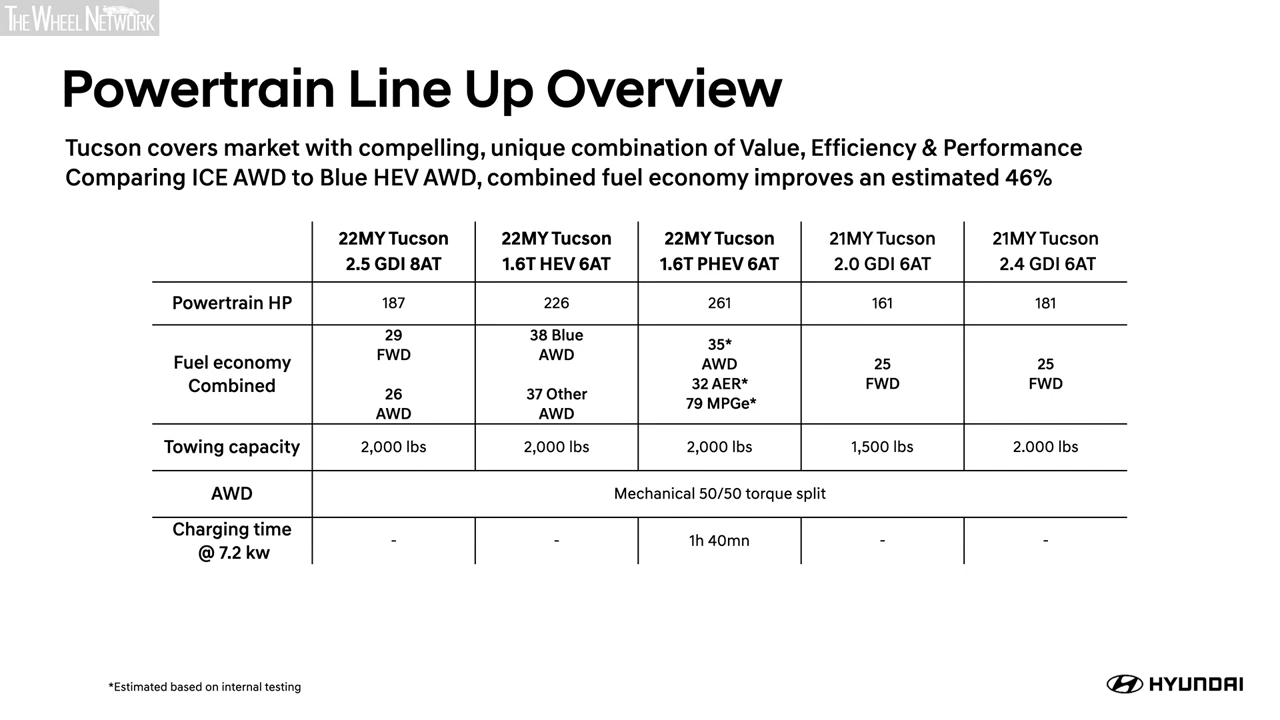 THE WHEEL NETWORK
Powertrain Line Up Overview
Tucson covers market with compelling, unique combination of Value, Efficiency & Performance
Comparing ICE AWD to Blue HEV AWD, combined fuel economy improves an estimated 46%
22MY Tucson 22MY Tucson 22MY Tucson 21MY Tucson 21MY Tucson
2.5 GDI 8AT 1.6T HEV 6AT 1.6T PHEV 6AT 2.0 GDI 6AT 2.4 GDI 6AT
Powertrain HP 187 226 261 161 181
Fuel economy
Combined
29
FWD
26
AWD
38 Blue
AWD
37 Other
AWD
35*
AWD
32 AER*
79 MPGe*
25
FWD
25
FWD
Towing capacity 2,000 lbs 2,000 lbs 2,000 lbs 1,500 lbs 2.000 lbs
AWD Mechanical 50/50 torque split
Charging time
@ 7.2 kw
- - 1h 40mn - -
*Estimated based on internal testing
HYUNDAI